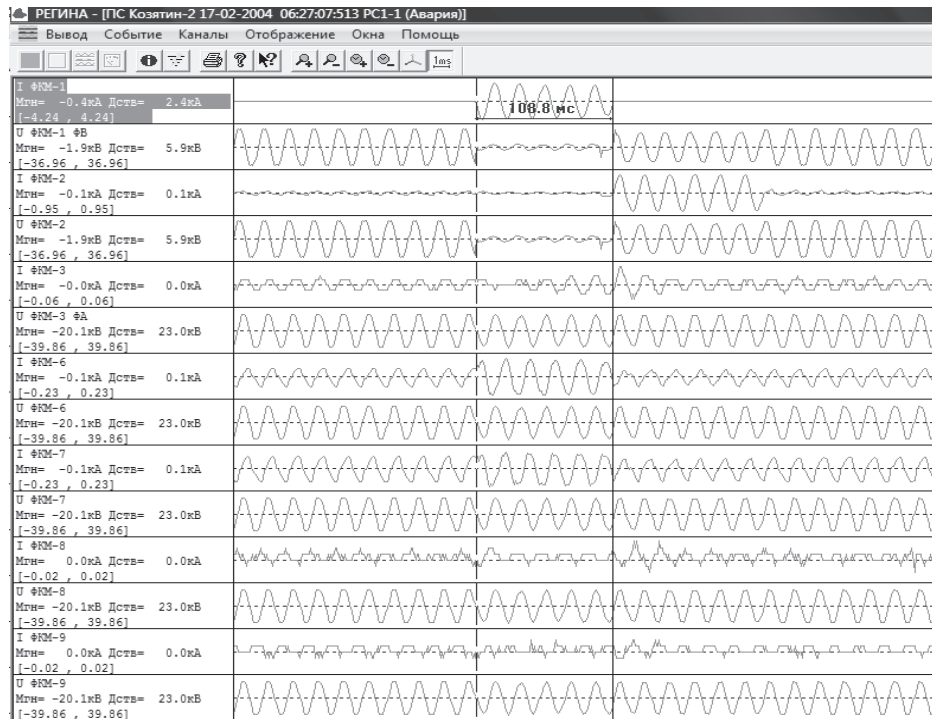 РЕГИНА - [ПС Козятин-2 17-02-2004 06:27:07:513 РС1-1 (Авария)]
Вывод Событие Каналы Отображение Окна Помощь
1ms
I ФКМ-1
Мгн= -0.4кА Дств= 2.4кА
[-4.24 , 4.24]
108.8 мс
U ФКМ-1 ФВ
Мгн= -1.9кВ Дств= 5.9кВ
[-36.96 , 36.96]
I ФКМ-2
Мгн= -0.1кА Дств= 0.1кА
[-0.95 , 0.95]
U ФКМ-2
Мгн= -1.9кВ Дств= 5.9кВ
[-36.96 , 36.96]
I ФКМ-3
Мгн= -0.0кА Дств= 0.0кА
[-0.06 , 0.06]
U ФКМ-3 ФА
Мгн= -20.1кВ Дств= 23.0кВ
[-39.86 , 39.86]
I ФКМ-6
Мгн= -0.1кА Дств= 0.1кА
[-0.23 , 0.23]
U ФКМ-6
Мгн= -20.1кВ Дств= 23.0кВ
[-39.86 , 39.86]
I ФКМ-7
Мгн= -0.1кА Дств= 0.1кА
[-0.23 , 0.23]
U ФКМ-7
Мгн= -20.1кВ Дств= 23.0кВ
[-39.86 , 39.86]
I ФКМ-8
Мгн= 0.0кА Дств= 0.0кА
[-0.02 , 0.02]
U ФКМ-8
Мгн= -20.1кВ Дств= 23.0кВ
[-39.86 , 39.86]
I ФКМ-9
Мгн= 0.0кА Дств= 0.0кА
[-0.02 , 0.02]
U ФКМ-9
Мгн= -20.1кВ Дств= 23.0кВ
[-39.86 , 39.86]